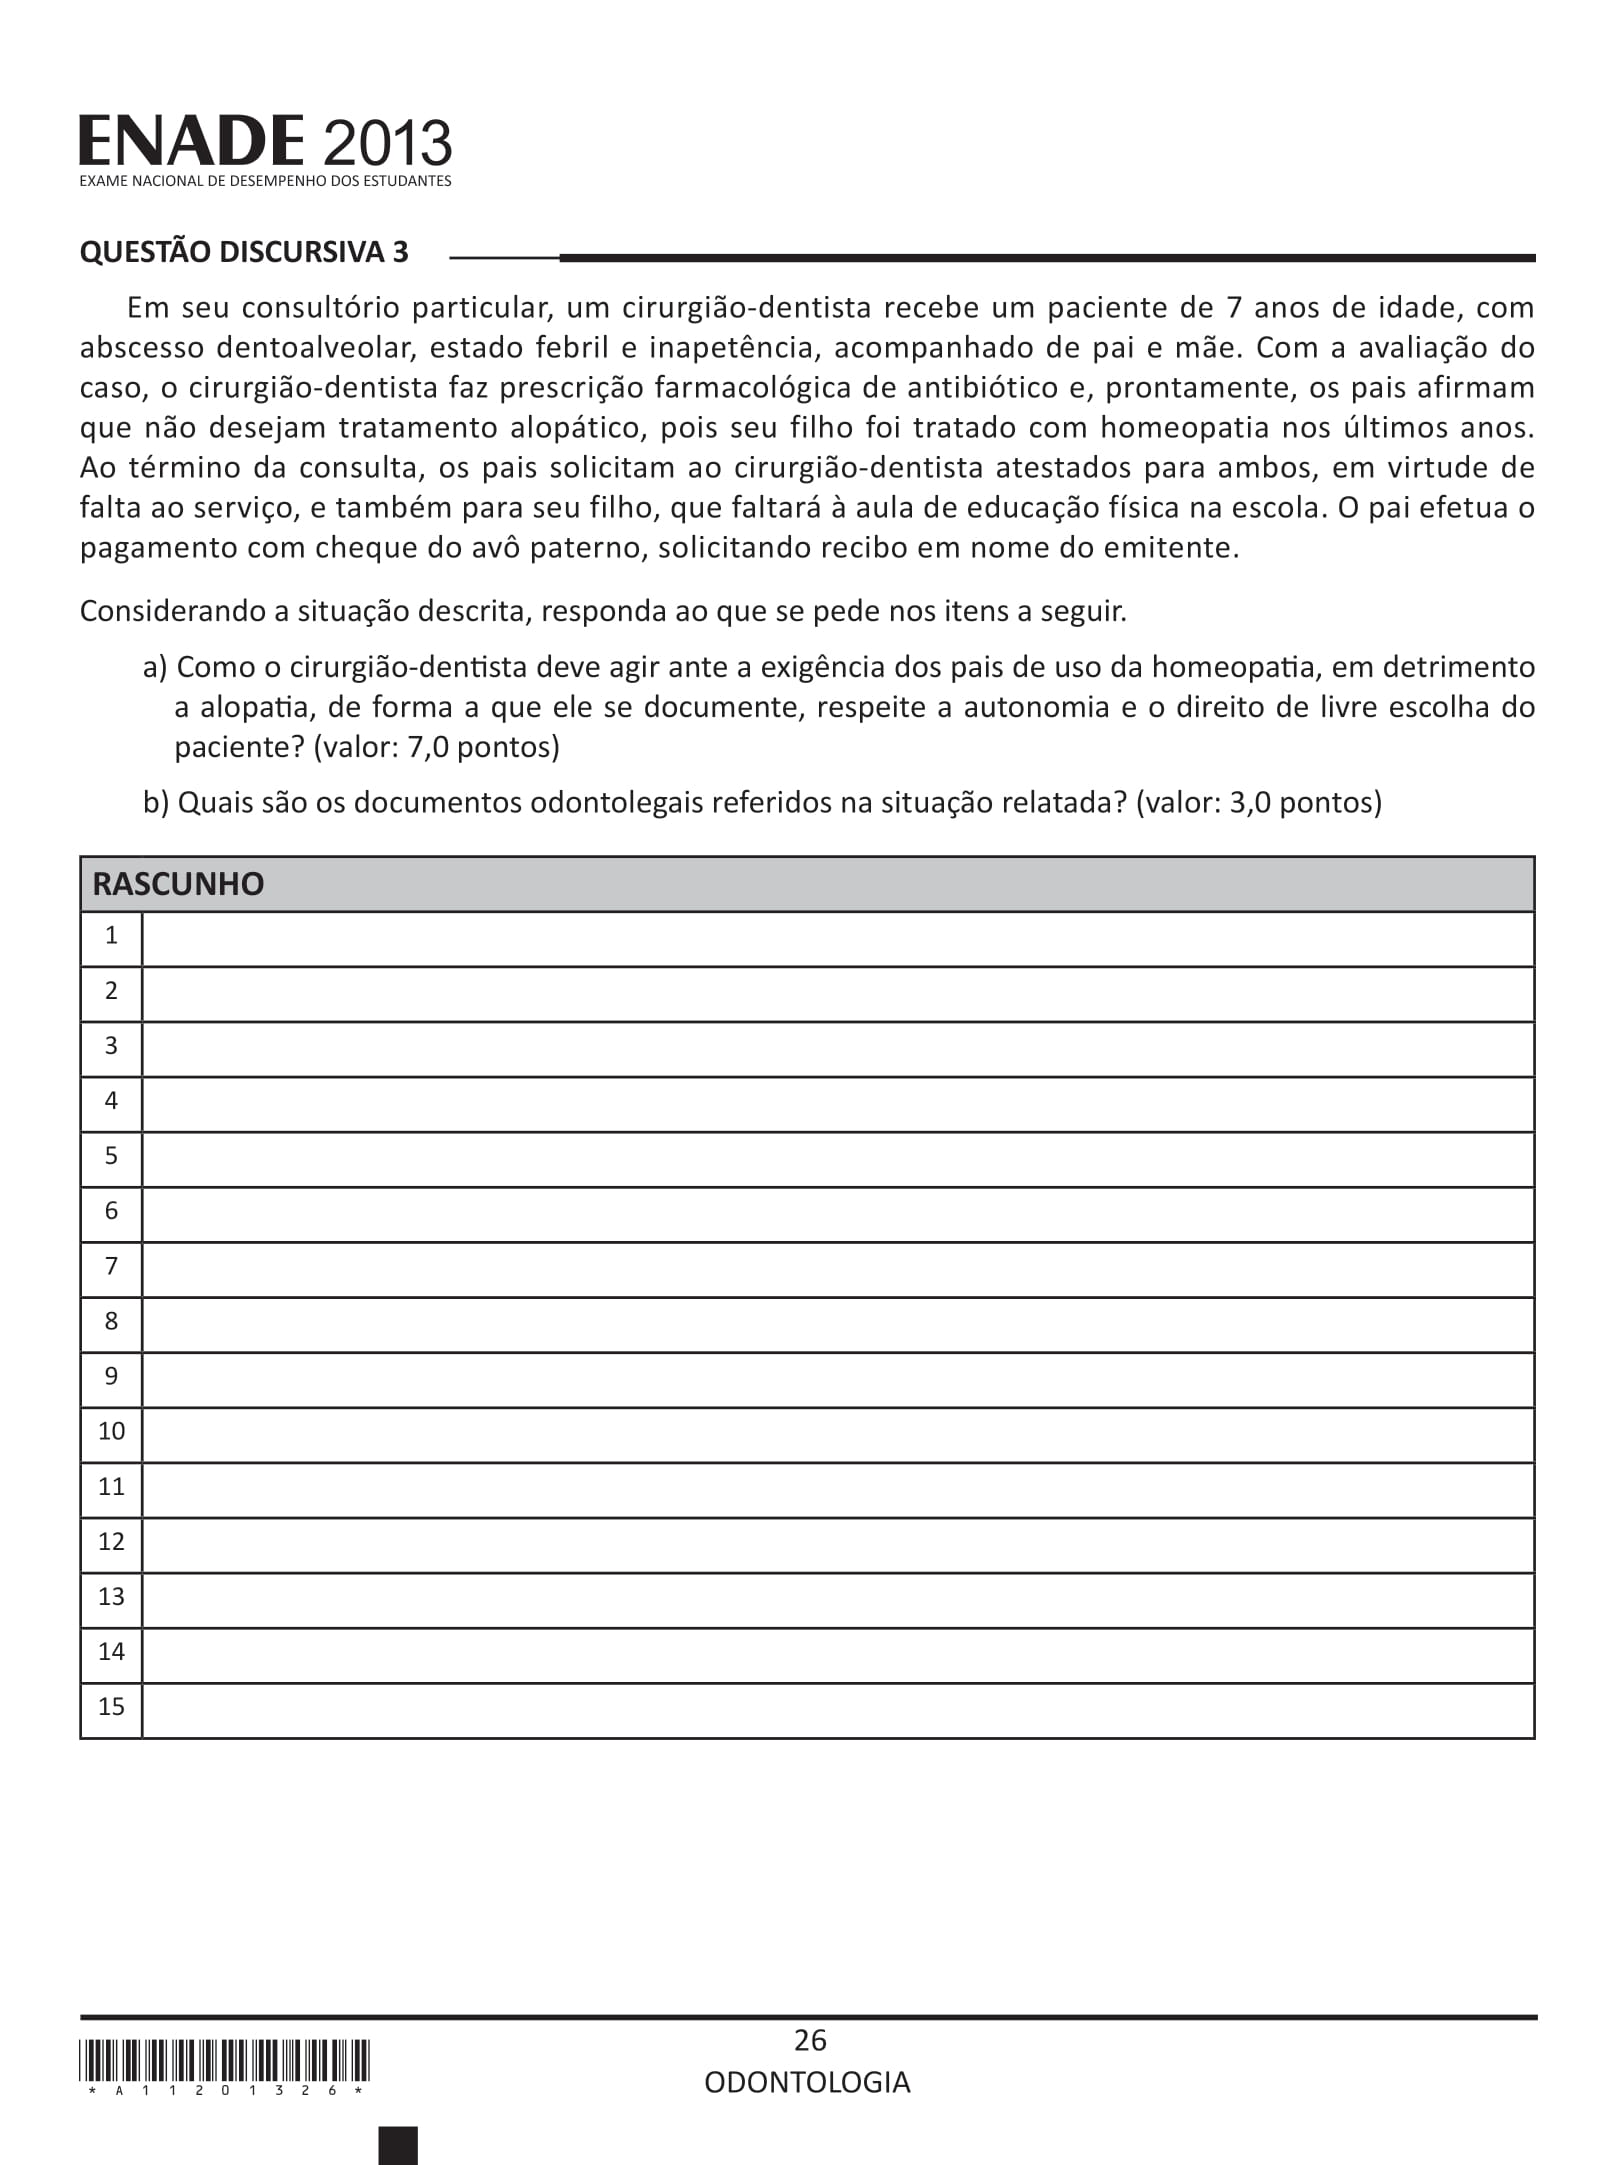 ENADE 2013
EXAME NACIONAL DE DESEMPENHO DOS ESTUDANTES
QUESTÃO DISCURSIVA 3
Em seu consultório particular, um cirurgião-dentista recebe um paciente de 7 anos de idade, com
abscesso dentoalveolar, estado febril e inapetência, acompanhado de pai e mãe. Com a avaliação do
caso, o cirurgião-dentista faz prescrição farmacológica de antibiótico e, prontamente, os pais afirmam
que não desejam tratamento alopático, pois seu filho foi tratado com homeopatia nos últimos anos.
Ao término da consulta, os pais solicitam ao cirurgião-dentista atestados para ambos, em virtude de
falta ao serviço, e também para seu filho, que faltará à aula de educação física na escola. O pai efetua o
pagamento com cheque do avô paterno, solicitando recibo em nome do emitente.
Considerando a situação descrita, responda ao que se pede nos itens a seguir.
a) Como o cirurgião-dentista deve agir ante a exigência dos pais de uso da homeopatia, em detrimento
a alopatia, de forma a que ele se documente, respeite a autonomia e o direito de livre escolha do
paciente? (valor: 7,0 pontos)
b) Quais são os documentos odontolegais referidos na situação relatada? (valor: 3,0 pontos)
RASCUNHO
1
2
3
4
5
6
7
8
9
10
11
12
13
14
15
26
ODONTOLOGIA
* A 1 1 2 0 1 3 2 6 *